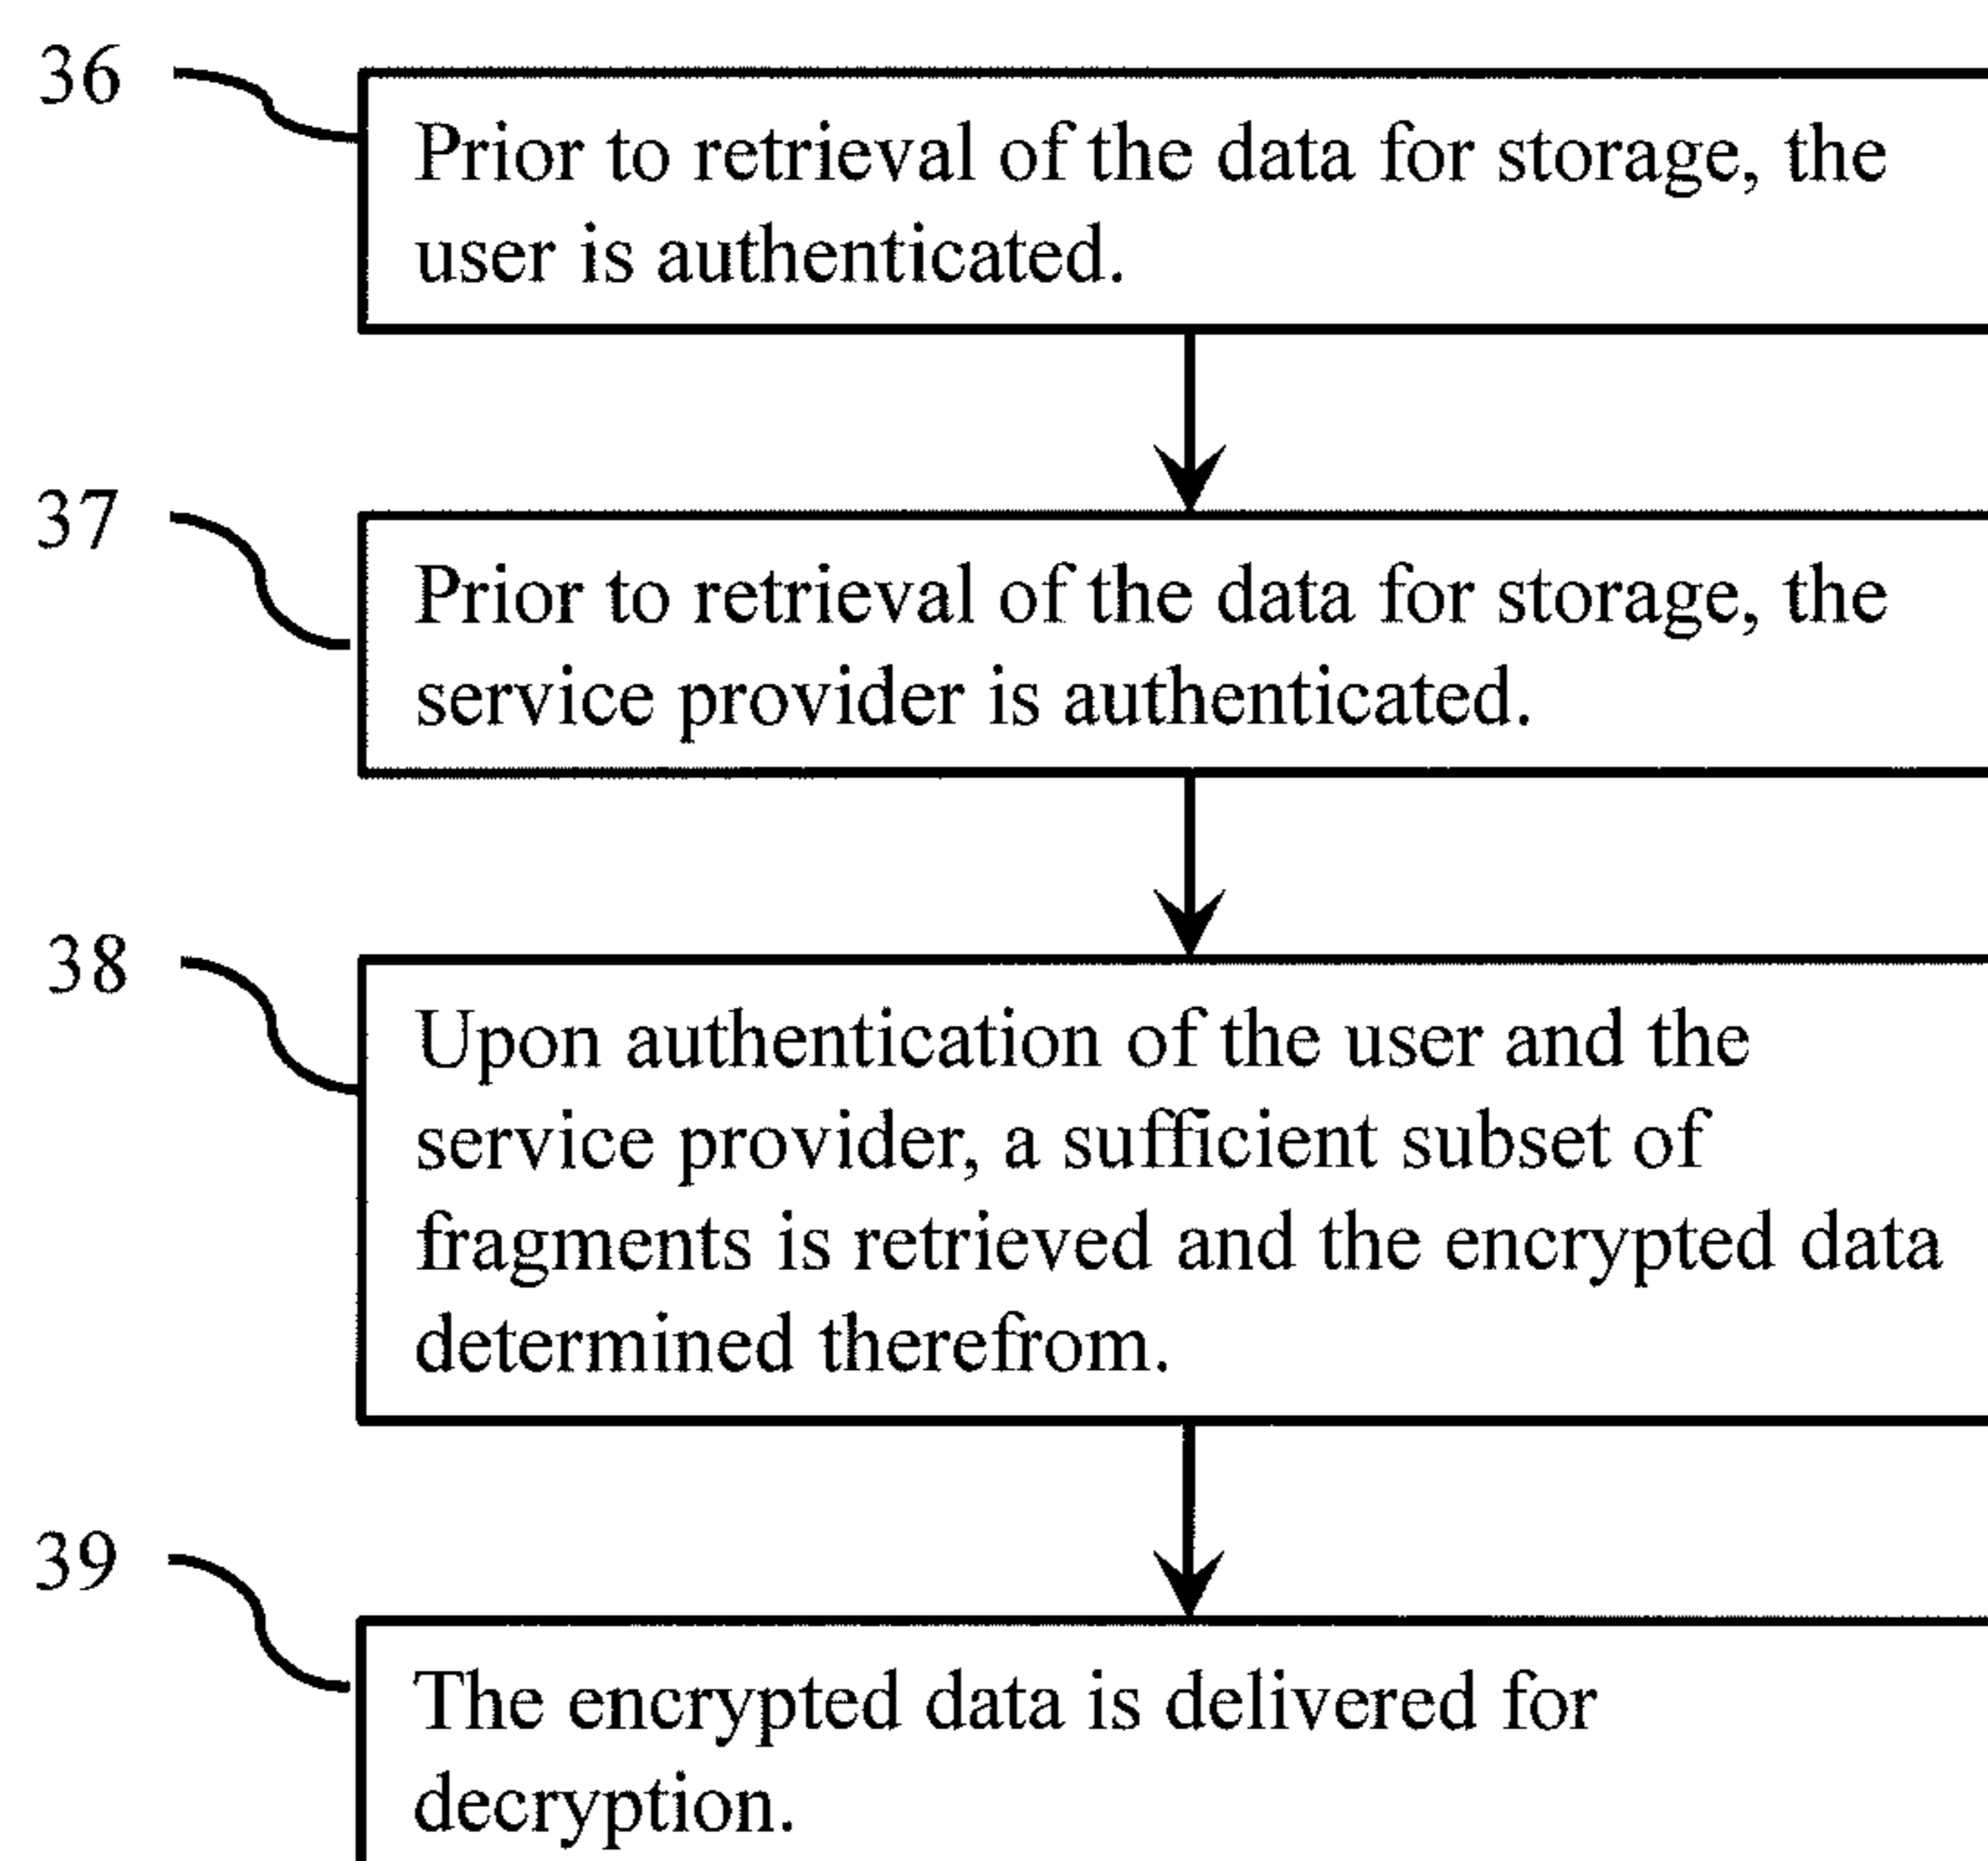 36
Prior to retrieval of the data for storage, the
user is authenticated.
37
Prior to retrieval of the data for storage, the
service provider is authenticated.
38
Upon authentication of the user and the
service provider, a sufficient subset of
fragments is retrieved and the encrypted data
determined therefrom.
39
The encrypted data is delivered for
decryption.